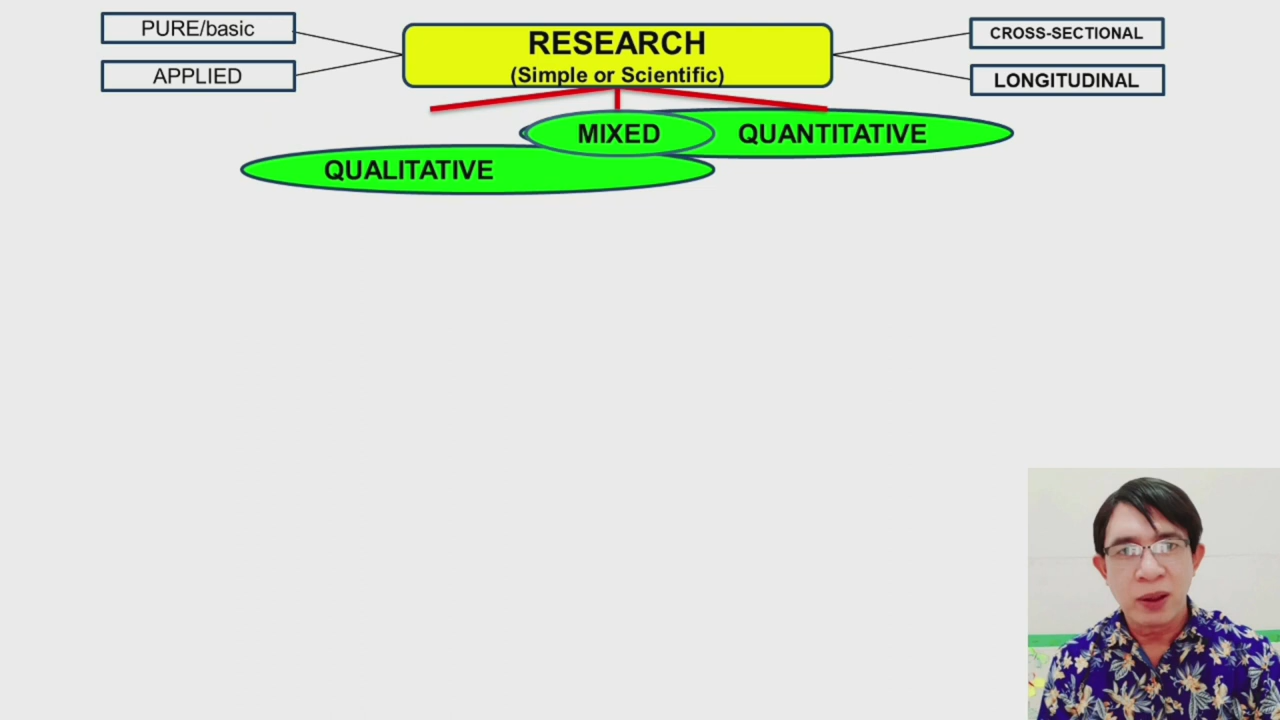 PURE/basic
APPLIED
RESEARCH
(Simple or Scientific)
CROSS-SECTIONAL
LONGITUDINAL
MIXED
QUANTITATIVE
QUALITATIVE